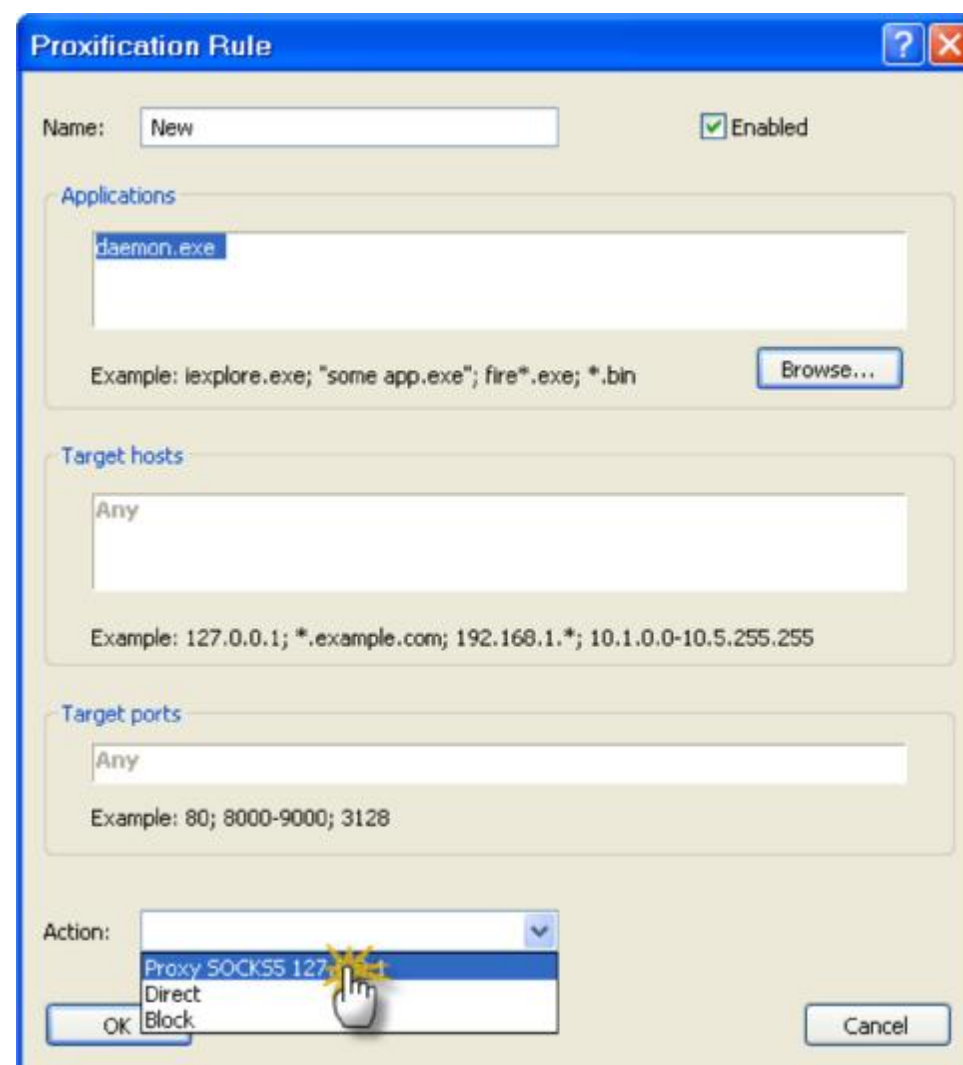 Proxification Rule
Name: New Enabled
Applications
daemon.exe
Example: iexplore.exe; "some app.exe"; fire*.exe; *.bin
Browse...
Target hosts
Any
Example: 127.0.0.1; *.example.com; 192.168.1.*; 10.1.0.0-10.5.255.255
Target ports
Any
Example: 80; 8000-9000; 3128
Action:
Proxy SOCKS5 127
Direct
Block
OK Cancel